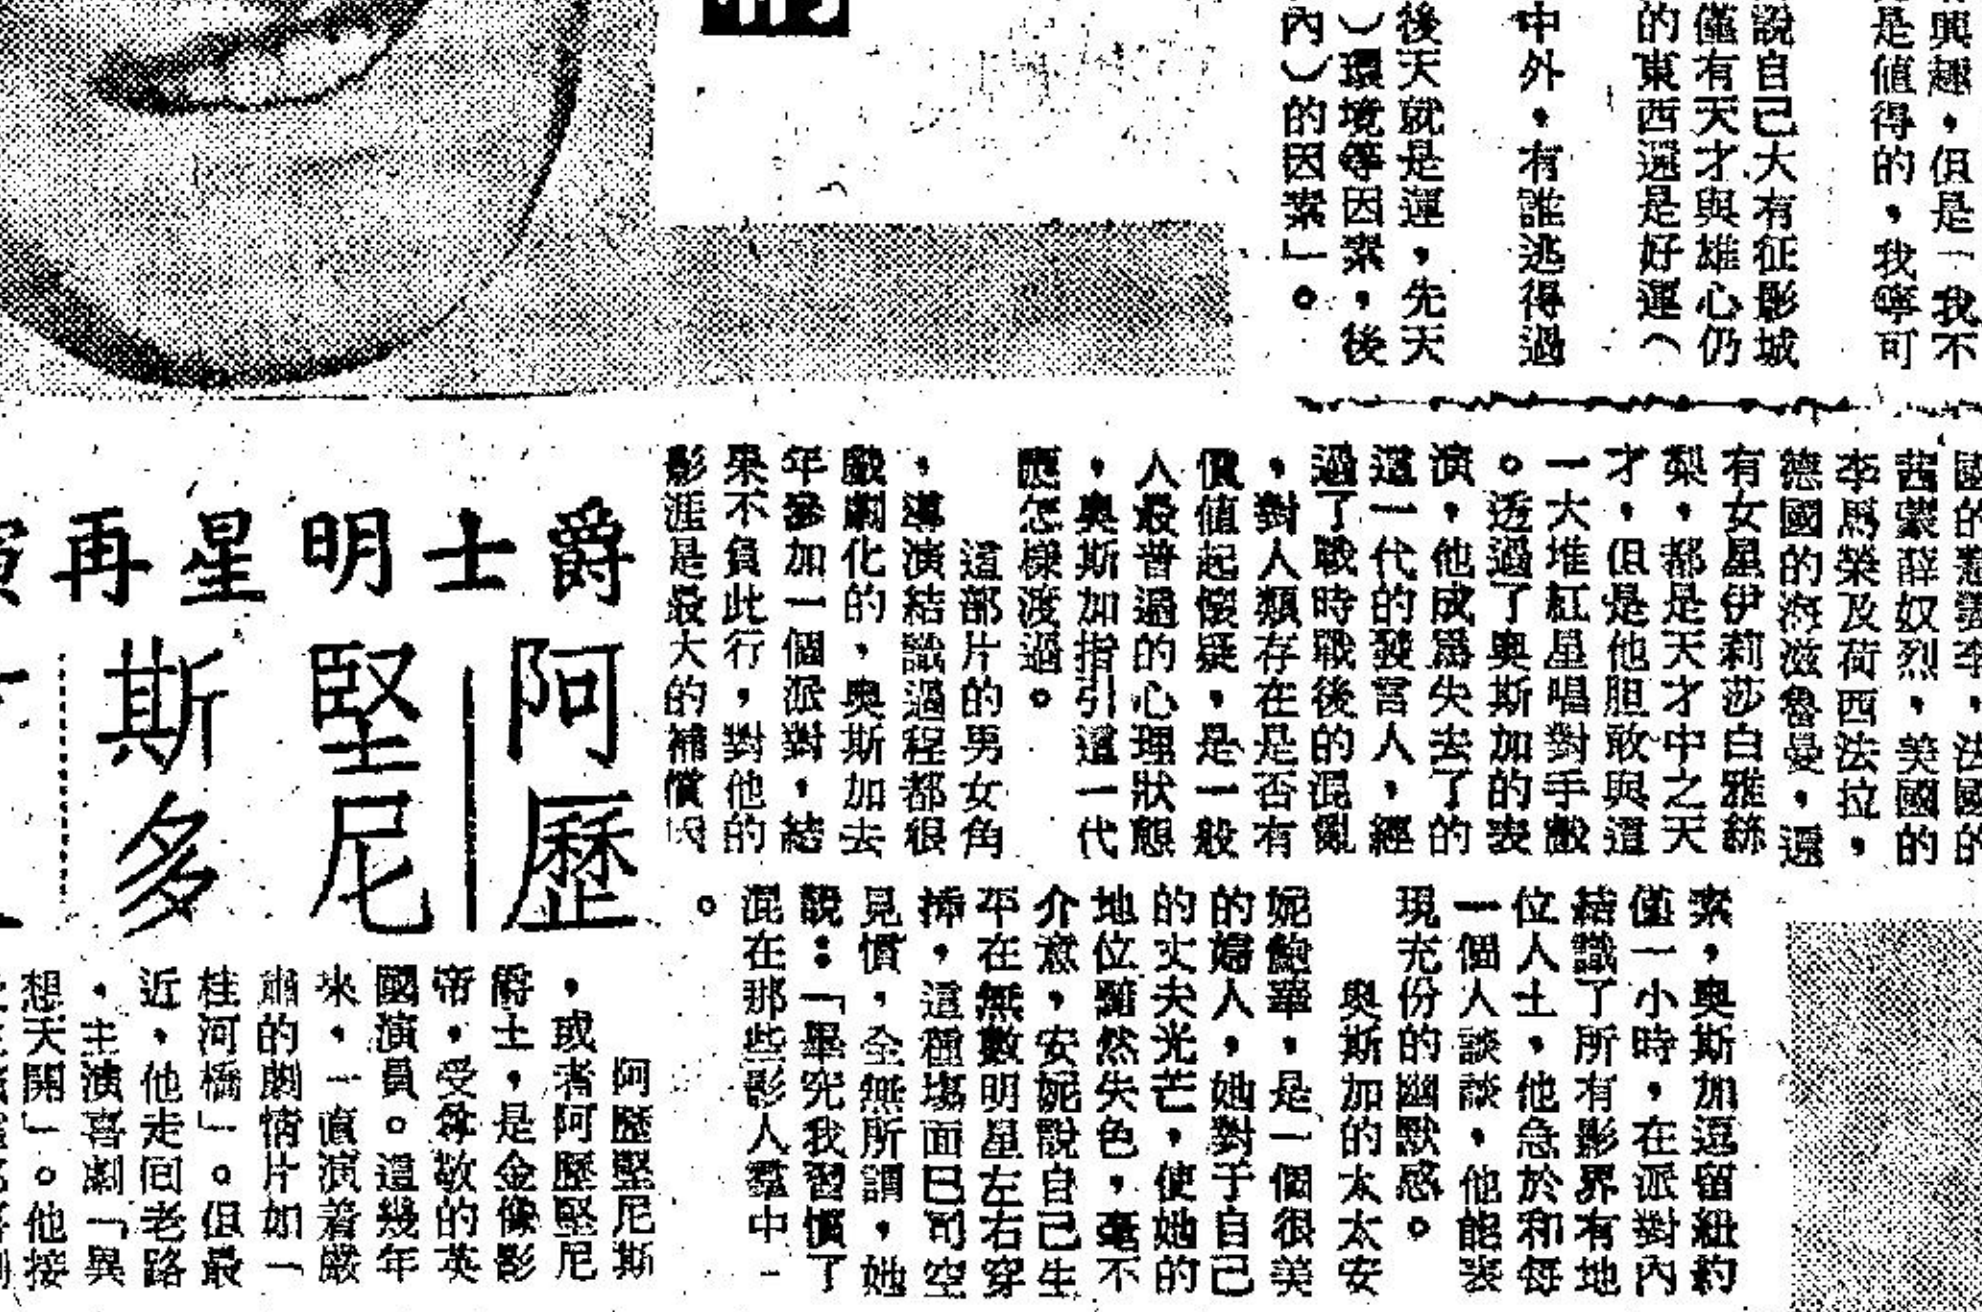 興趣，但是「我不
是値得的，我寧可
說自己大有征影城
僅有天才與雄心仍
的東西還是好運（
中外，有誰逃得過
後天就是運，先天
）環境等因素，後
內）的因素」。
國的
茜蒙薛奴烈，美國的
李馬榮及荷西法拉，
德國的海滋魯曼，還
有女星伊莉莎白雅絲
梨，都是天才中之天
才，但是他胆敢與這
一大堆紅星唱對手戲
。透過了奧斯加的表
演，他成爲失去了的
這一代的發言人，經
過了戰時戰後的混亂
，對人類存在是否有
價值起懷疑，是一般
人最普遍的心理狀態
，奧斯加指引這一代
應怎樣渡過。
這部片的男女角
，導演結識過程都很
戲劇化的，奧斯加去
年參加一個派對，結
果不負此行，對他的
影涯是最大的補償
索，奧斯加逗留紐約
僅一小時，在派對內
結識了所有影界有地
位人士，他急於和每
一個人談談，他能表
現充份的幽默感。
奧斯加的太太安
妮鮑華，是一個很美
的婦人，她對于自己
的丈夫光芒，使她的
地位黯然失色，毫不
介意，安妮說自己生
平在無數明星左右穿
揷，這種塲面已司空
見慣，全無所謂，她
說：「畢究我習慣了
混在那些影人羣中
。
爵士明星再
阿歷
堅尼
斯多
阿歷堅尼斯
，或者阿歷堅尼
爵士，是金像影
帝，受尊敬的英
國演員。這幾年
來，一直演着嚴
肅的劇情片如「
桂河橋」。但最
近，他走回老路
，主演喜劇「異
想天開」。他接